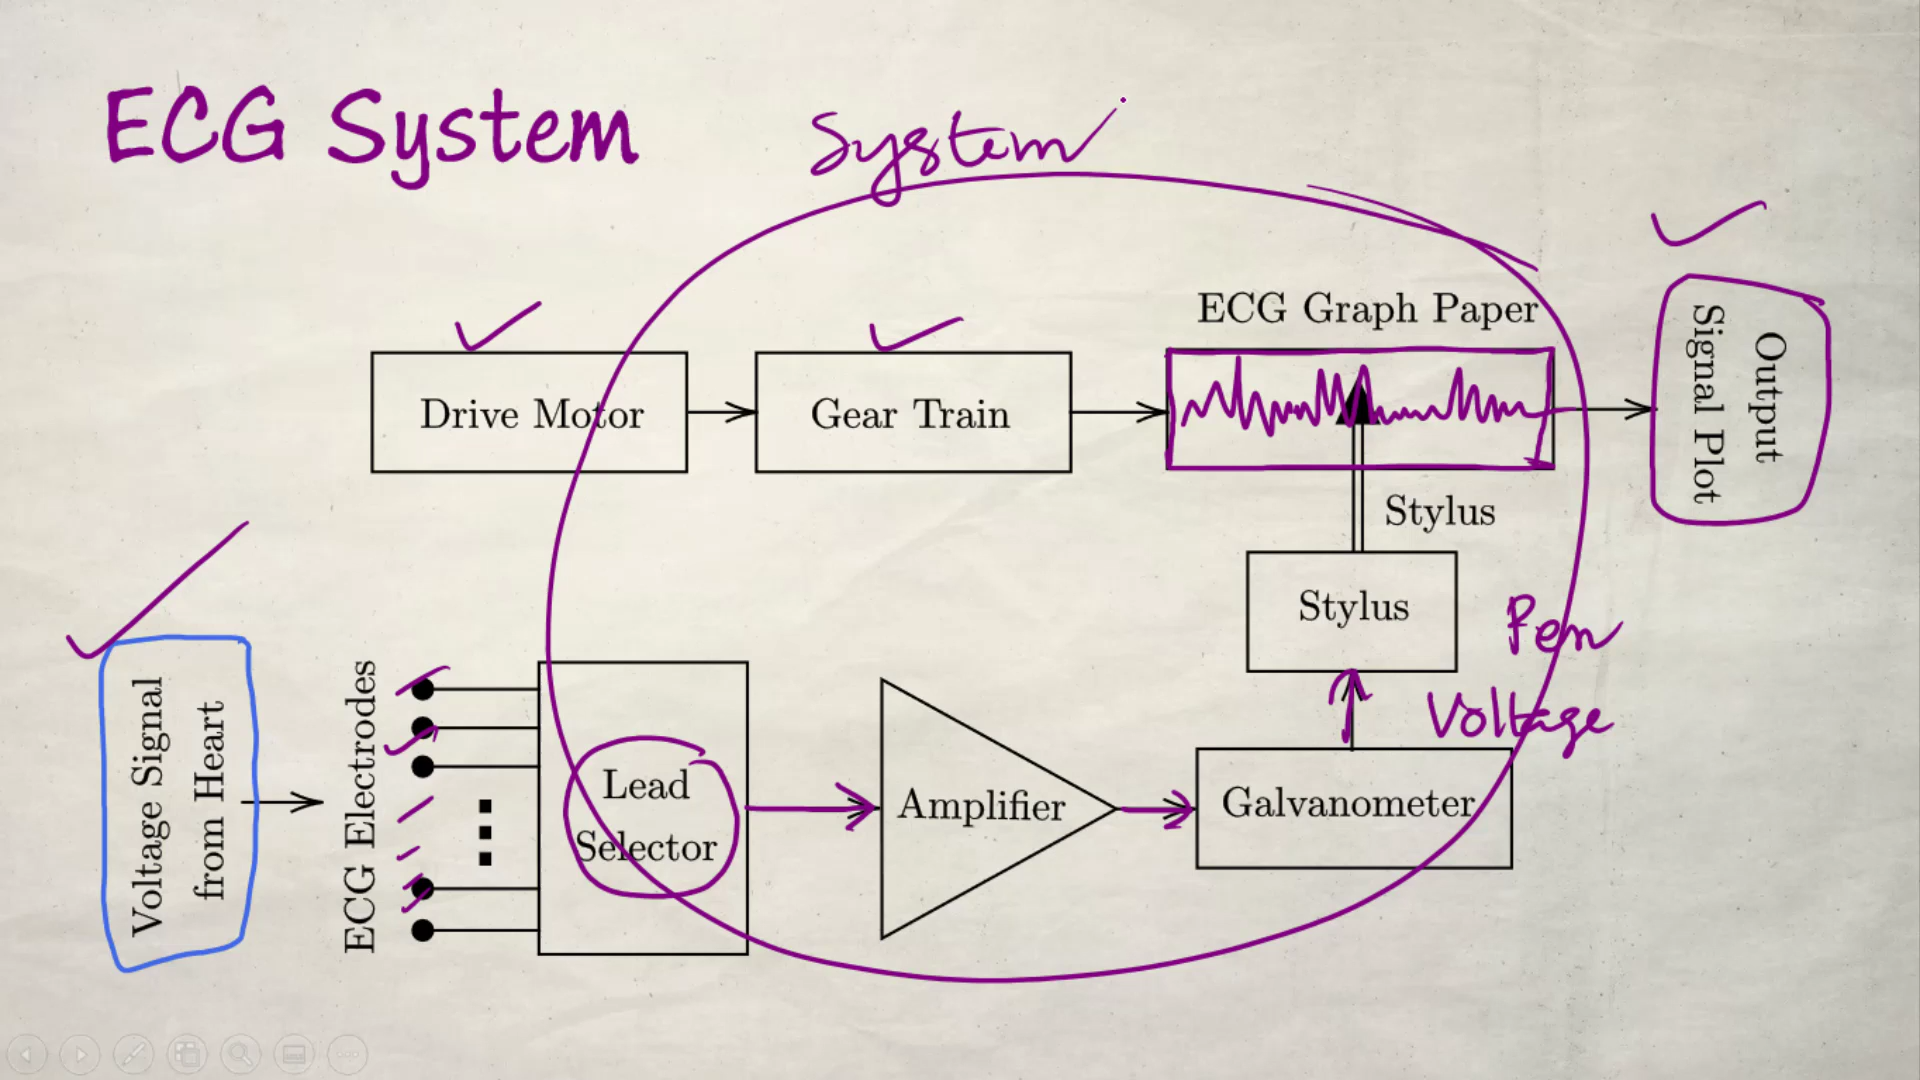 ECG System
System
ECG Graph Paper
Drive Motor
Gear Train
Output
Signal Plot
Stylus
Stylus
Pen
Voltage
Voltage Signal
from Heart
ECG Electrodes
Lead
Selector
Amplifier
Galvanometer